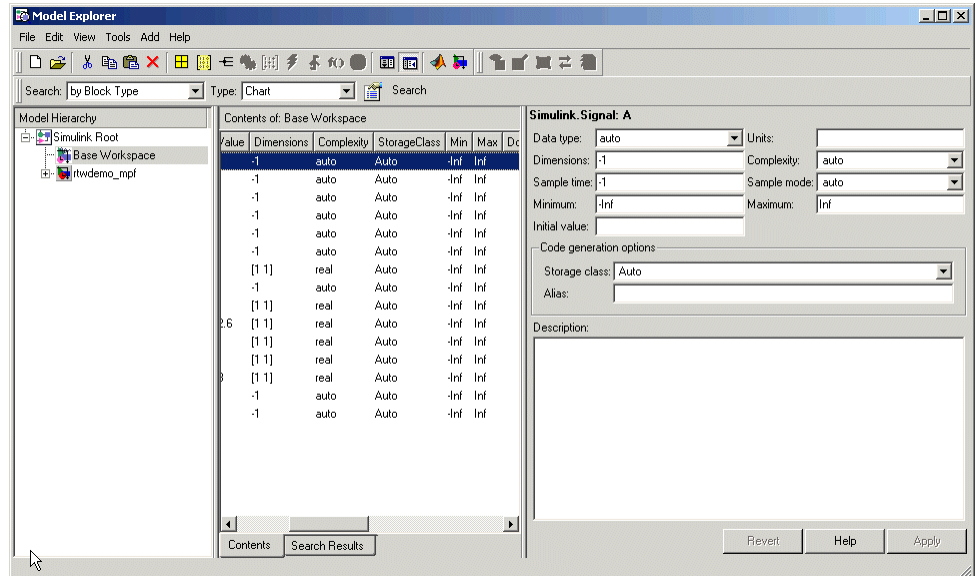 Model Explorer
File Edit View Tools Add Help
f()
Search: by Block Type Type: Chart Search
Model Hierarchy
Simulink Root
Base Workspace
rtwdemo_mpf
Contents of: Base Workspace
Value Dimensions Complexity StorageClass Min Max Do
-1 auto Auto -Inf Inf
-1 auto Auto -Inf Inf
-1 auto Auto -Inf Inf
-1 auto Auto -Inf Inf
-1 auto Auto -Inf Inf
-1 auto Auto -Inf Inf
[1 1] real Auto -Inf Inf
-1 auto Auto -Inf Inf
[1 1] real Auto -Inf Inf
2.6 [1 1] real Auto -Inf Inf
[1 1] real Auto -Inf Inf
[1 1] real Auto -Inf Inf
[1 1] real Auto -Inf Inf
-1 auto Auto -Inf Inf
-1 auto Auto -Inf Inf
Contents Search Results
Simulink.Signal: A
Data type: auto Units:
Dimensions: -1 Complexity: auto
Sample time: -1 Sample mode: auto
Minimum: -Inf Maximum: Inf
Initial value:
Code generation options
Storage class: Auto
Alias:
Description:
Revert Help Apply